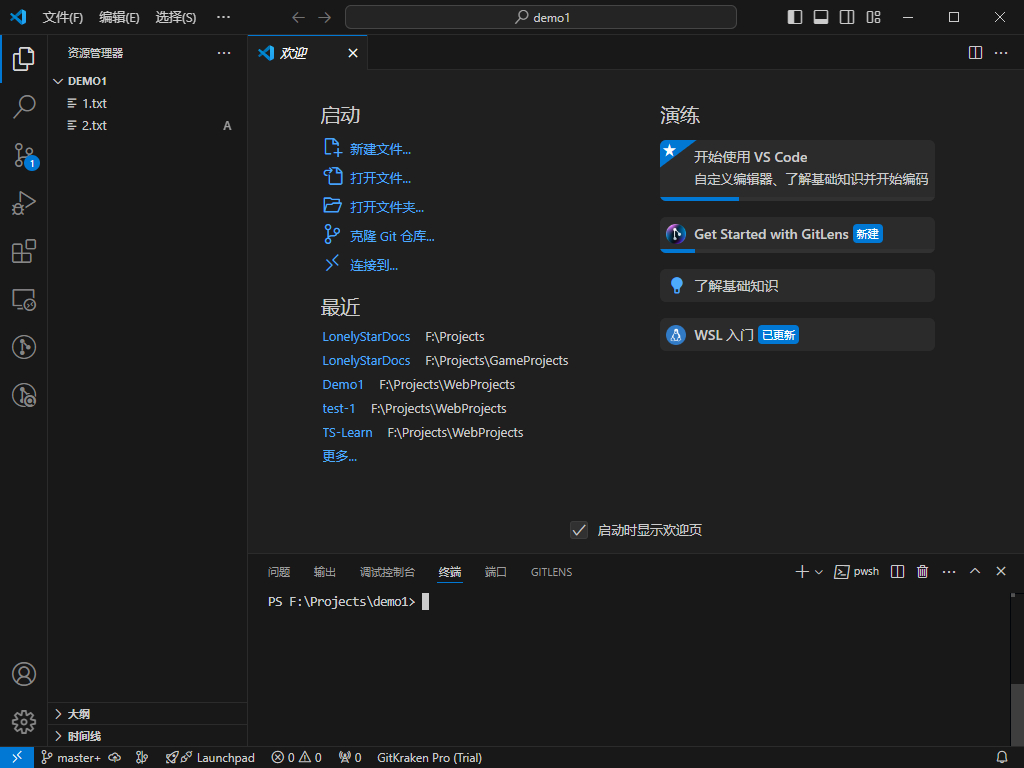 文件(F) 编辑(E) 选择(S) ··· demo1
资源管理器 ···
DEMO1
1.txt
2.txt A
1
欢迎
启动
新建文件...
打开文件...
打开文件夹...
克隆 Git 仓库...
连接到...
最近
LonelyStarDocs F:\Projects
LonelyStarDocs F:\Projects\GameProjects
Demo1 F:\Projects\WebProjects
test-1 F:\Projects\WebProjects
TS-Learn F:\Projects\WebProjects
更多...
演练
开始使用 VS Code
自定义编辑器、了解基础知识并开始编码
Get Started with GitLens 新建
了解基础知识
WSL 入门 已更新
启动时显示欢迎页
问题 输出 调试控制台 终端 端口 GITLENS pwsh
PS F:\Projects\demo1>
大纲
时间线
master+ Launchpad 0 0 0 GitKraken Pro (Trial)